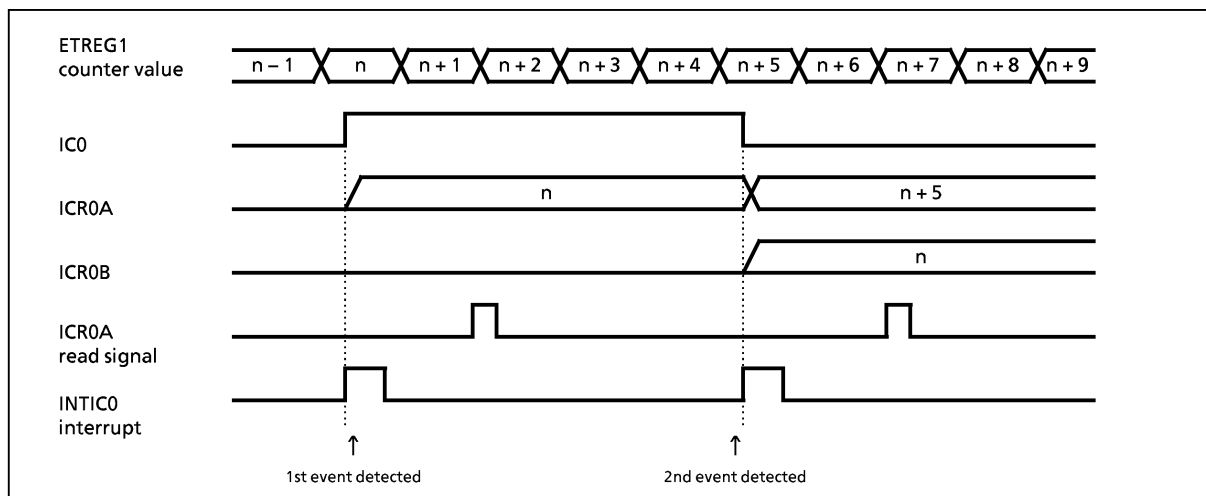 ETREG1
counter value
n – 1 n n + 1 n + 2 n + 3 n + 4 n + 5 n + 6 n + 7 n + 8 n + 9
IC0
ICR0A
n n + 5
ICR0B
n
ICR0A
read signal
INTIC0
interrupt
1st event detected 2nd event detected